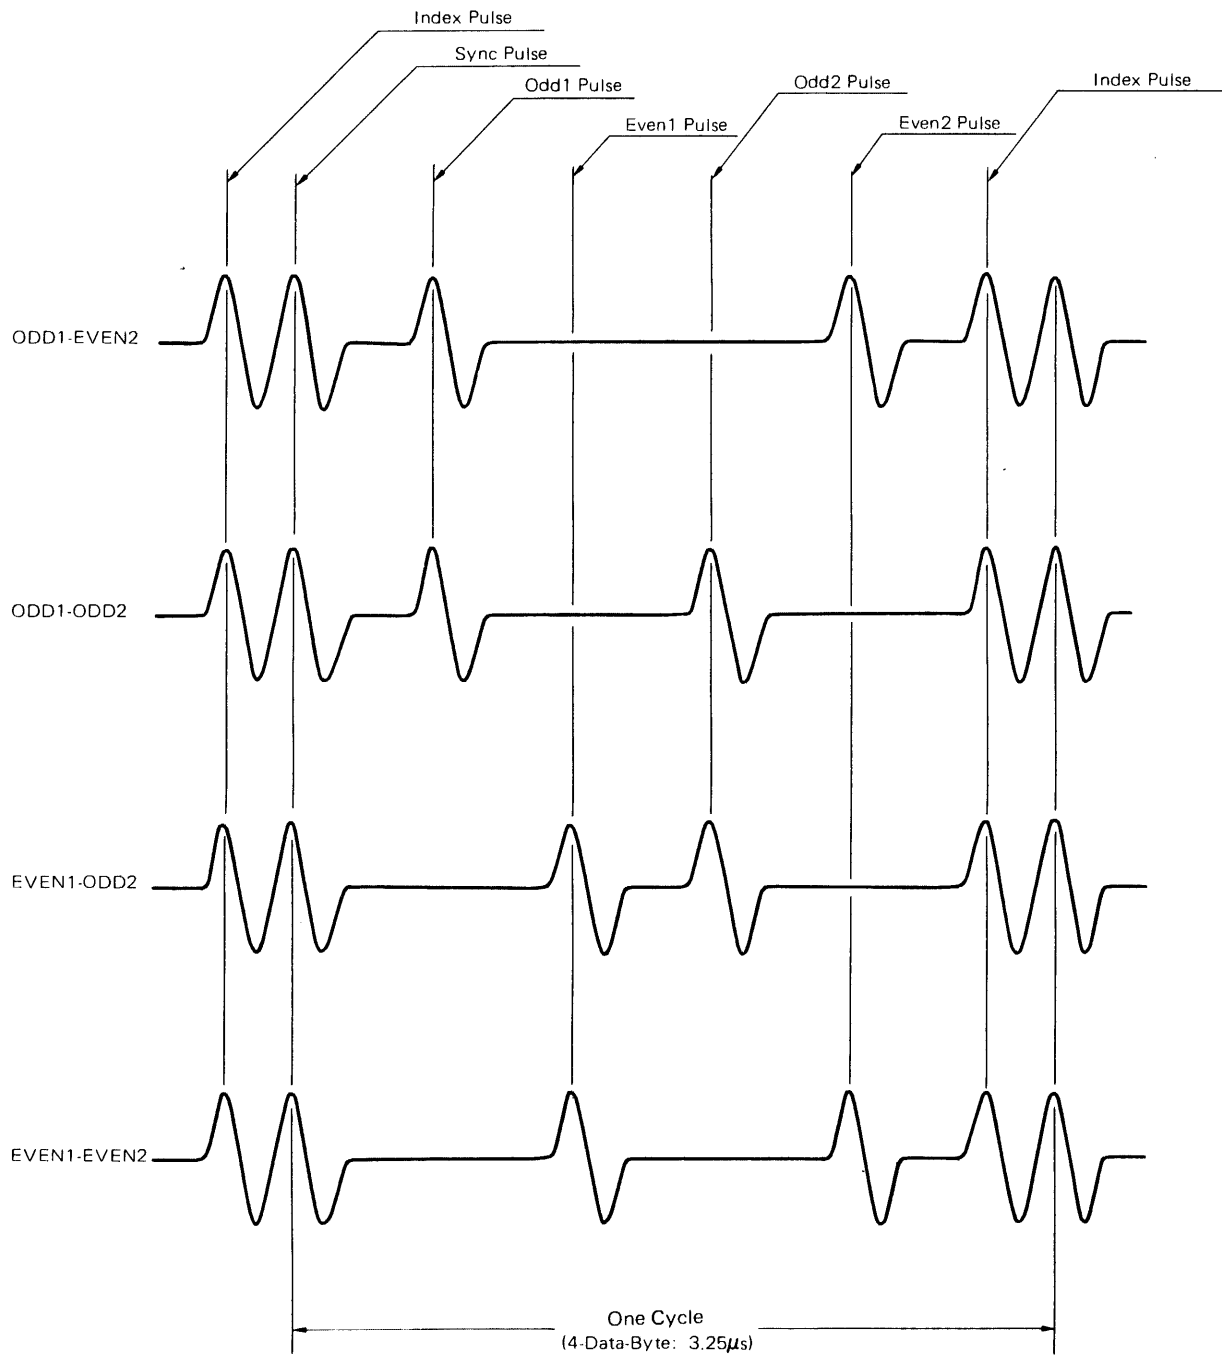 Index Pulse
Sync Pulse
Odd1 Pulse
Odd2 Pulse
Index Pulse
Even1 Pulse
Even2 Pulse
ODD1-EVEN2
ODD1-ODD2
EVEN1-ODD2
EVEN1-EVEN2
One Cycle
(4-Data-Byte: 3.25μs)